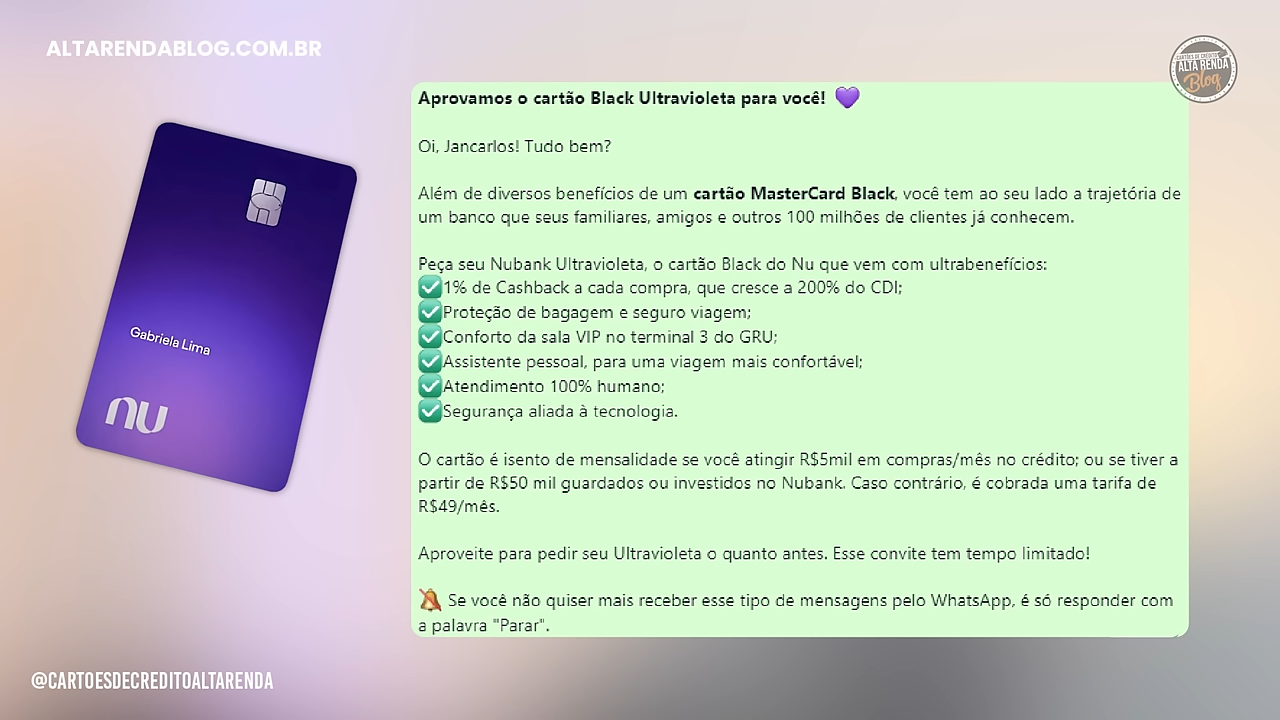 ALTARENDABLOG.COM.BR
CARTÕES DE CRÉDITO
ALTA RENDA
Blog
Aprovamos o cartão Black Ultravioleta para você! 💜
Oi, Jancarlos! Tudo bem?
Além de diversos benefícios de um cartão MasterCard Black, você tem ao seu lado a trajetória de
um banco que seus familiares, amigos e outros 100 milhões de clientes já conhecem.
Peça seu Nubank Ultravioleta, o cartão Black do Nu que vem com ultrabenefícios:
✅1% de Cashback a cada compra, que cresce a 200% do CDI;
✅Proteção de bagagem e seguro viagem;
✅Conforto da sala VIP no terminal 3 do GRU;
✅Assistente pessoal, para uma viagem mais confortável;
✅Atendimento 100% humano;
✅Segurança aliada à tecnologia.
O cartão é isento de mensalidade se você atingir R$5mil em compras/mês no crédito; ou se tiver a
partir de R$50 mil guardados ou investidos no Nubank. Caso contrário, é cobrada uma tarifa de
R$49/mês.
Aproveite para pedir seu Ultravioleta o quanto antes. Esse convite tem tempo limitado!
🔕 Se você não quiser mais receber esse tipo de mensagens pelo WhatsApp, é só responder com
a palavra "Parar".
Gabriela Lima
nu
@CARTOESDECREDITOALTARENDA